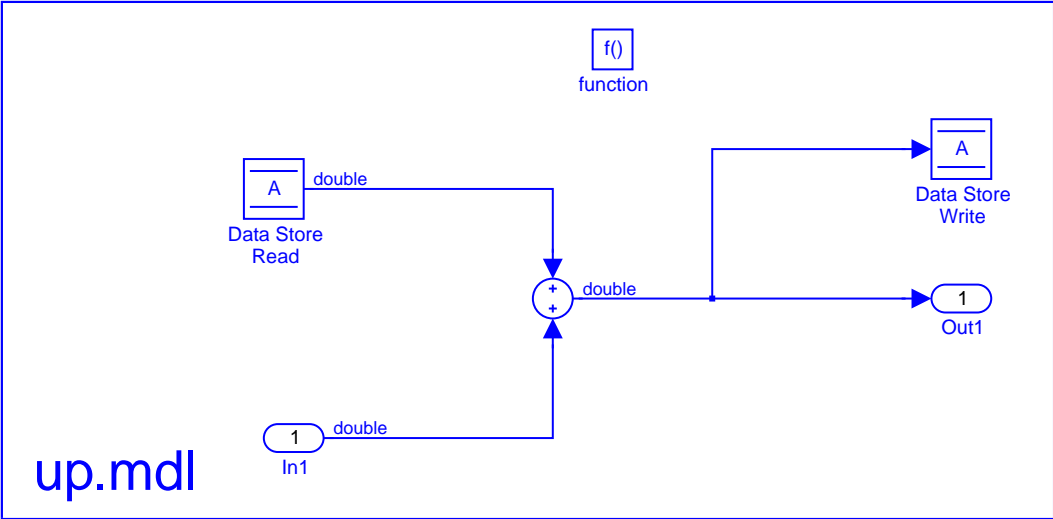 f()
function
A
Data Store
Write
A
double
Data Store
Read
+
+
double
1
Out1
1
double
In1
up.mdl